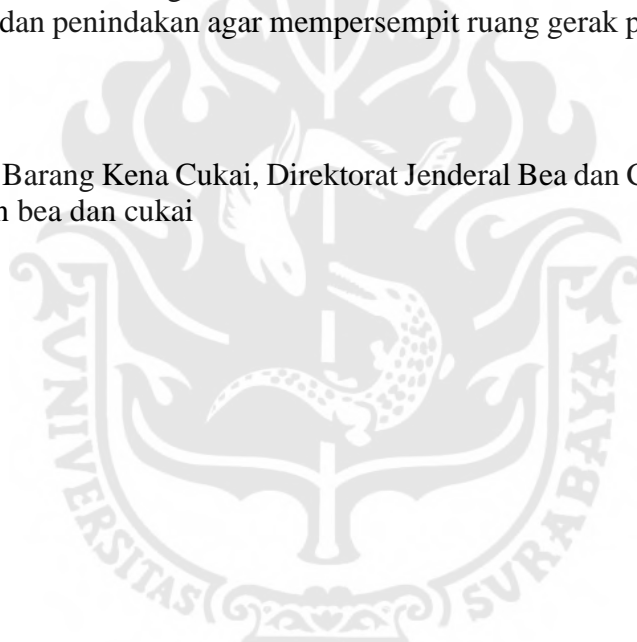 dan penindakan agar mempersempit ruang gerak p
Barang Kena Cukai, Direktorat Jenderal Bea dan
bea dan cukai
UNIVERSITAS SURABAYA